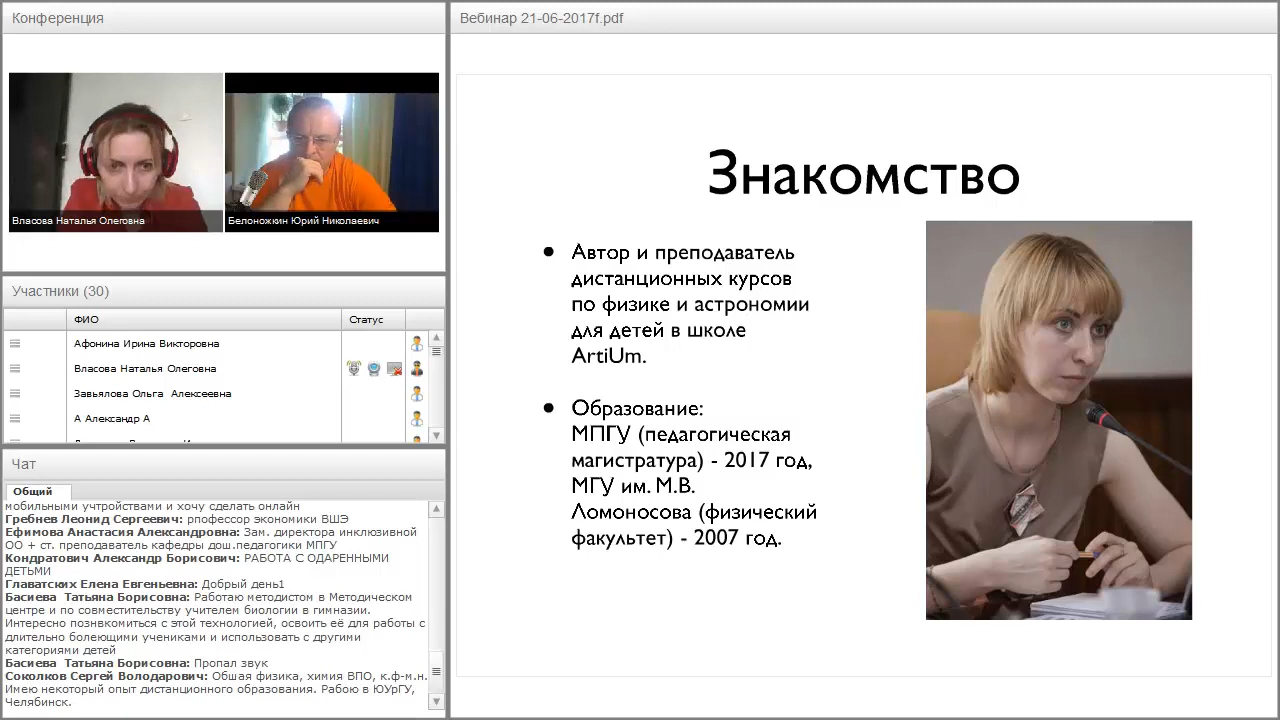 Конференция
Власова Наталья Олеговна
Белоножкин Юрий Николаевич
Участники (30)
ФИО
Статус
Афонина Ирина Викторовна
Власова Наталья Олеговна
Завьялова Ольга Алексеевна
А Александр А
Чат
Общий
мобильными учтройствами и хочу сделать онлайн
Гребнев Леонид Сергеевич: рпофессор экономики ВШЭ
Ефимова Анастасия Александровна: Зам. директора инклюзивной
ОО + ст. преподаватель кафедры дош.педагогики МПГУ
Кондратович Александр Борисович: РАБОТА С ОДАРЕННЫМИ
ДЕТЬМИ
Главатских Елена Евгеньевна: Добрый день1
Басиева Татьяна Борисовна: Работаю методистом в Методическом
центре и по совместительству учителем биологии в гимназии.
Интересно познвкомиться с этой технологией, освоить её для работы с
длительно болеющими учениками и использовать с другими
категориями детей
Басиева Татьяна Борисовна: Пропал звук
Соколков Сергей Володарович: Обшая физика, химия ВПО, к.ф-м.н.
Имею некоторый опыт дистанционного образования. Рабою в ЮУрГУ,
Челябинск.
Вебинар 21-06-2017f.pdf
Знакомство
● Автор и преподаватель
дистанционных курсов
по физике и астрономии
для детей в школе
ArtiUm.
● Образование:
МПГУ (педагогическая
магистратура) - 2017 год,
МГУ им. М.В.
Ломоносова (физический
факультет) - 2007 год.